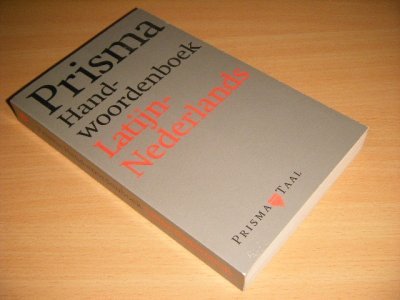 Prisma
Hand-
woordenboek
Latijn-
Nederlands
PRISMA TAAL